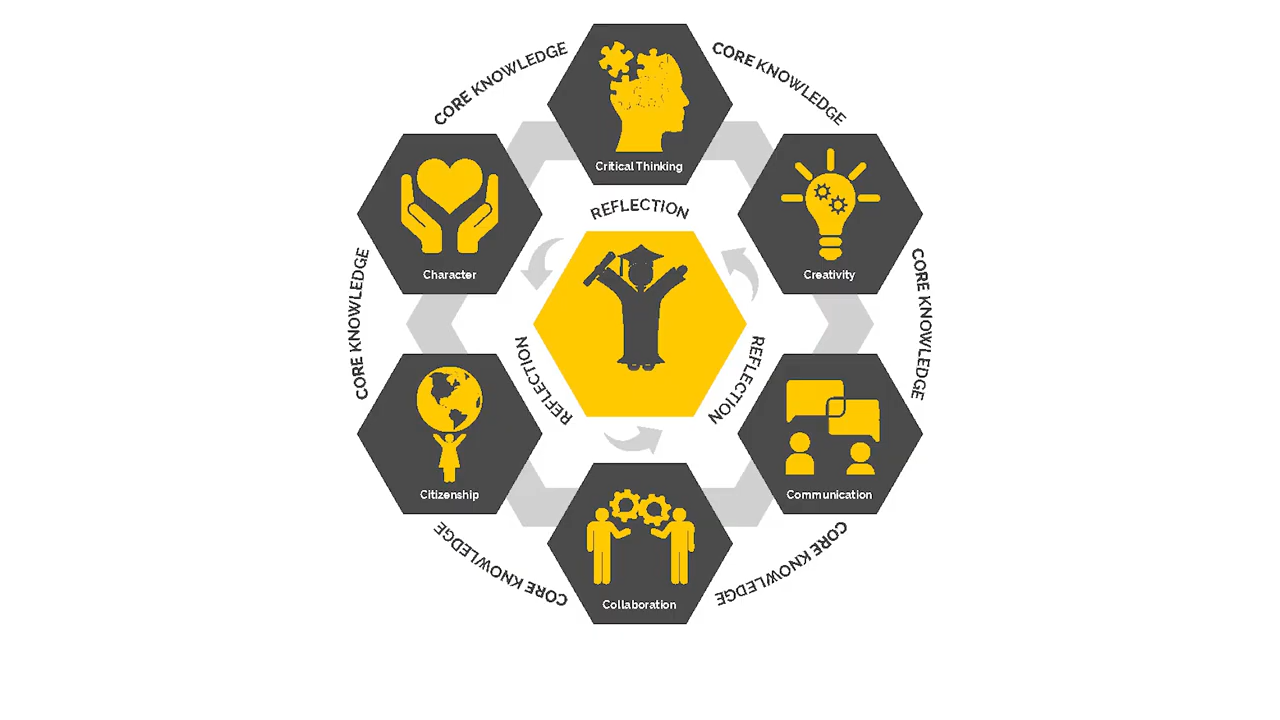 CORE KNOWLEDGE
CORE KNOWLEDGE
Critical Thinking
Character
Creativity
REFLECTION
CORE KNOWLEDGE
CORE KNOWLEDGE
REFLECTION
REFLECTION
Citizenship
Communication
CORE KNOWLEDGE
CORE KNOWLEDGE
Collaboration